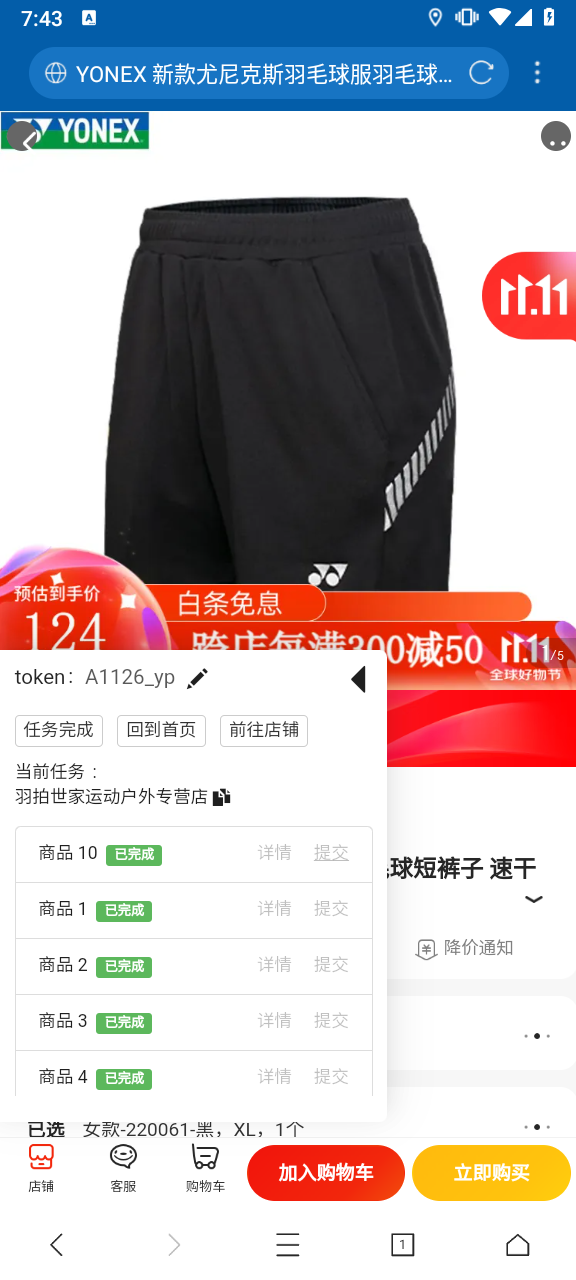 7:43
A
YONEX 新款尤尼克斯羽毛球服羽毛球...
YONEX
11.11
预估到手价
白条免息
124
跨店每满300减50
11.11
1/5
全球好物节
token: A1126_yp
任务完成
回到首页
前往店铺
当前任务：
羽拍世家运动户外专营店
商品 10 已完成 详情 提交
球短裤子 速干
商品 1 已完成 详情 提交
降价通知
商品 2 已完成 详情 提交
商品 3 已完成 详情 提交
商品 4 已完成 详情 提交
已选 女款-220061-黑，XL，1个
店铺
客服
购物车
加入购物车
立即购买
1